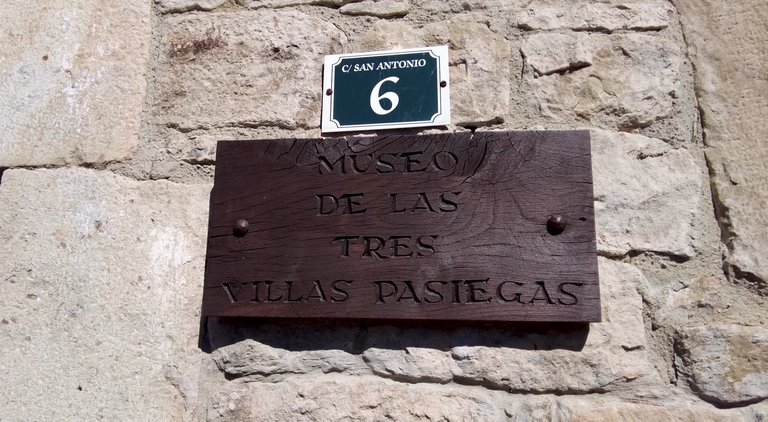 C/ SAN ANTONIO
6
MUSEO
DE LAS
TRES
VILLAS PASIEGAS